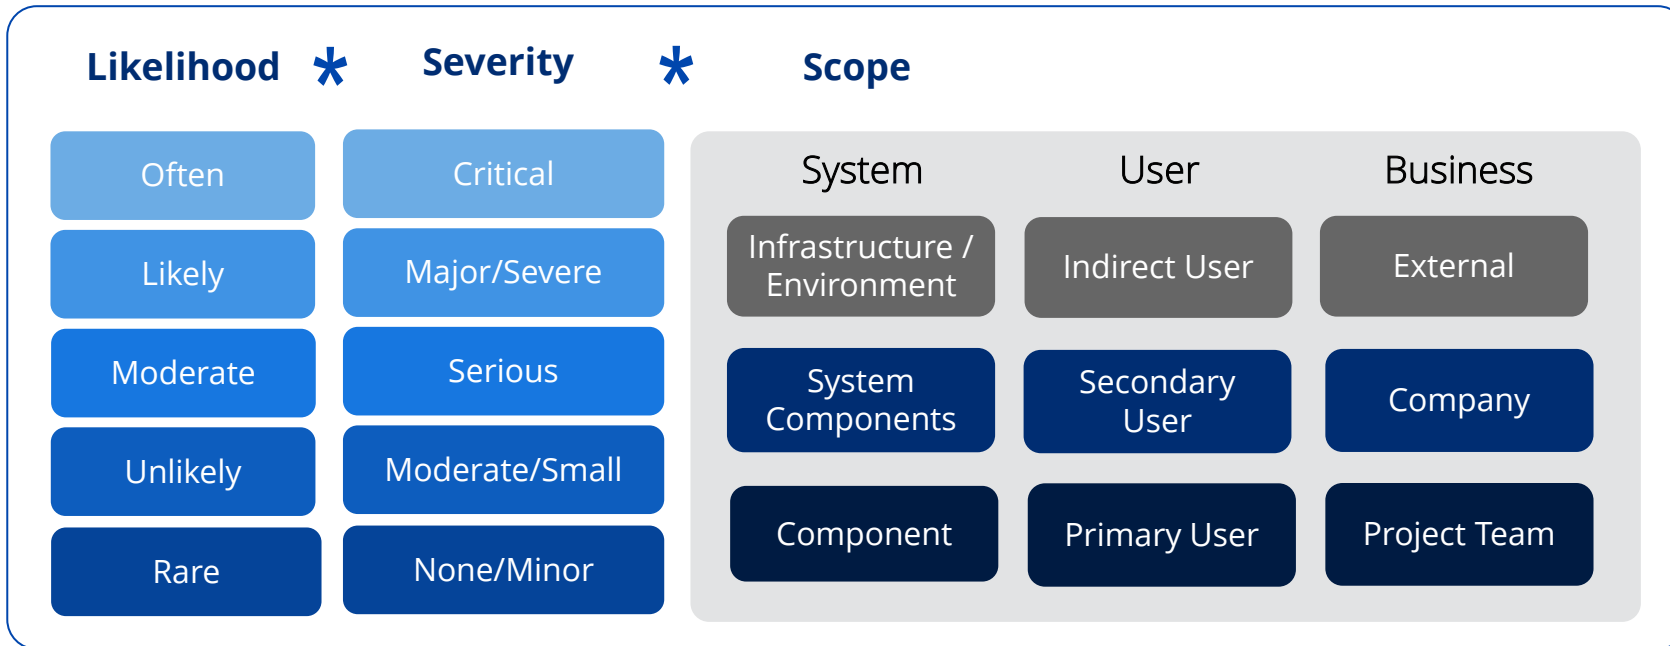 Likelihood * Severity * Scope
Often
Likely
Moderate
Unlikely
Rare
Critical
Major/Severe
Serious
Moderate/Small
None/Minor
System
Infrastructure /
Environment
System
Components
Component
User
Indirect User
Secondary
User
Primary User
Business
External
Company
Project Team